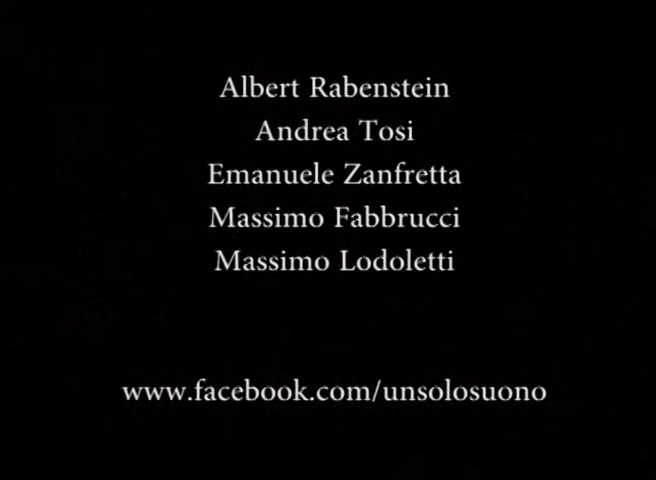 Albert Rabenstein
Andrea Tosi
Emanuele Zanfretta
Massimo Fabbrucci
Massimo Lodoletti
www.facebook.com/unsolosuono